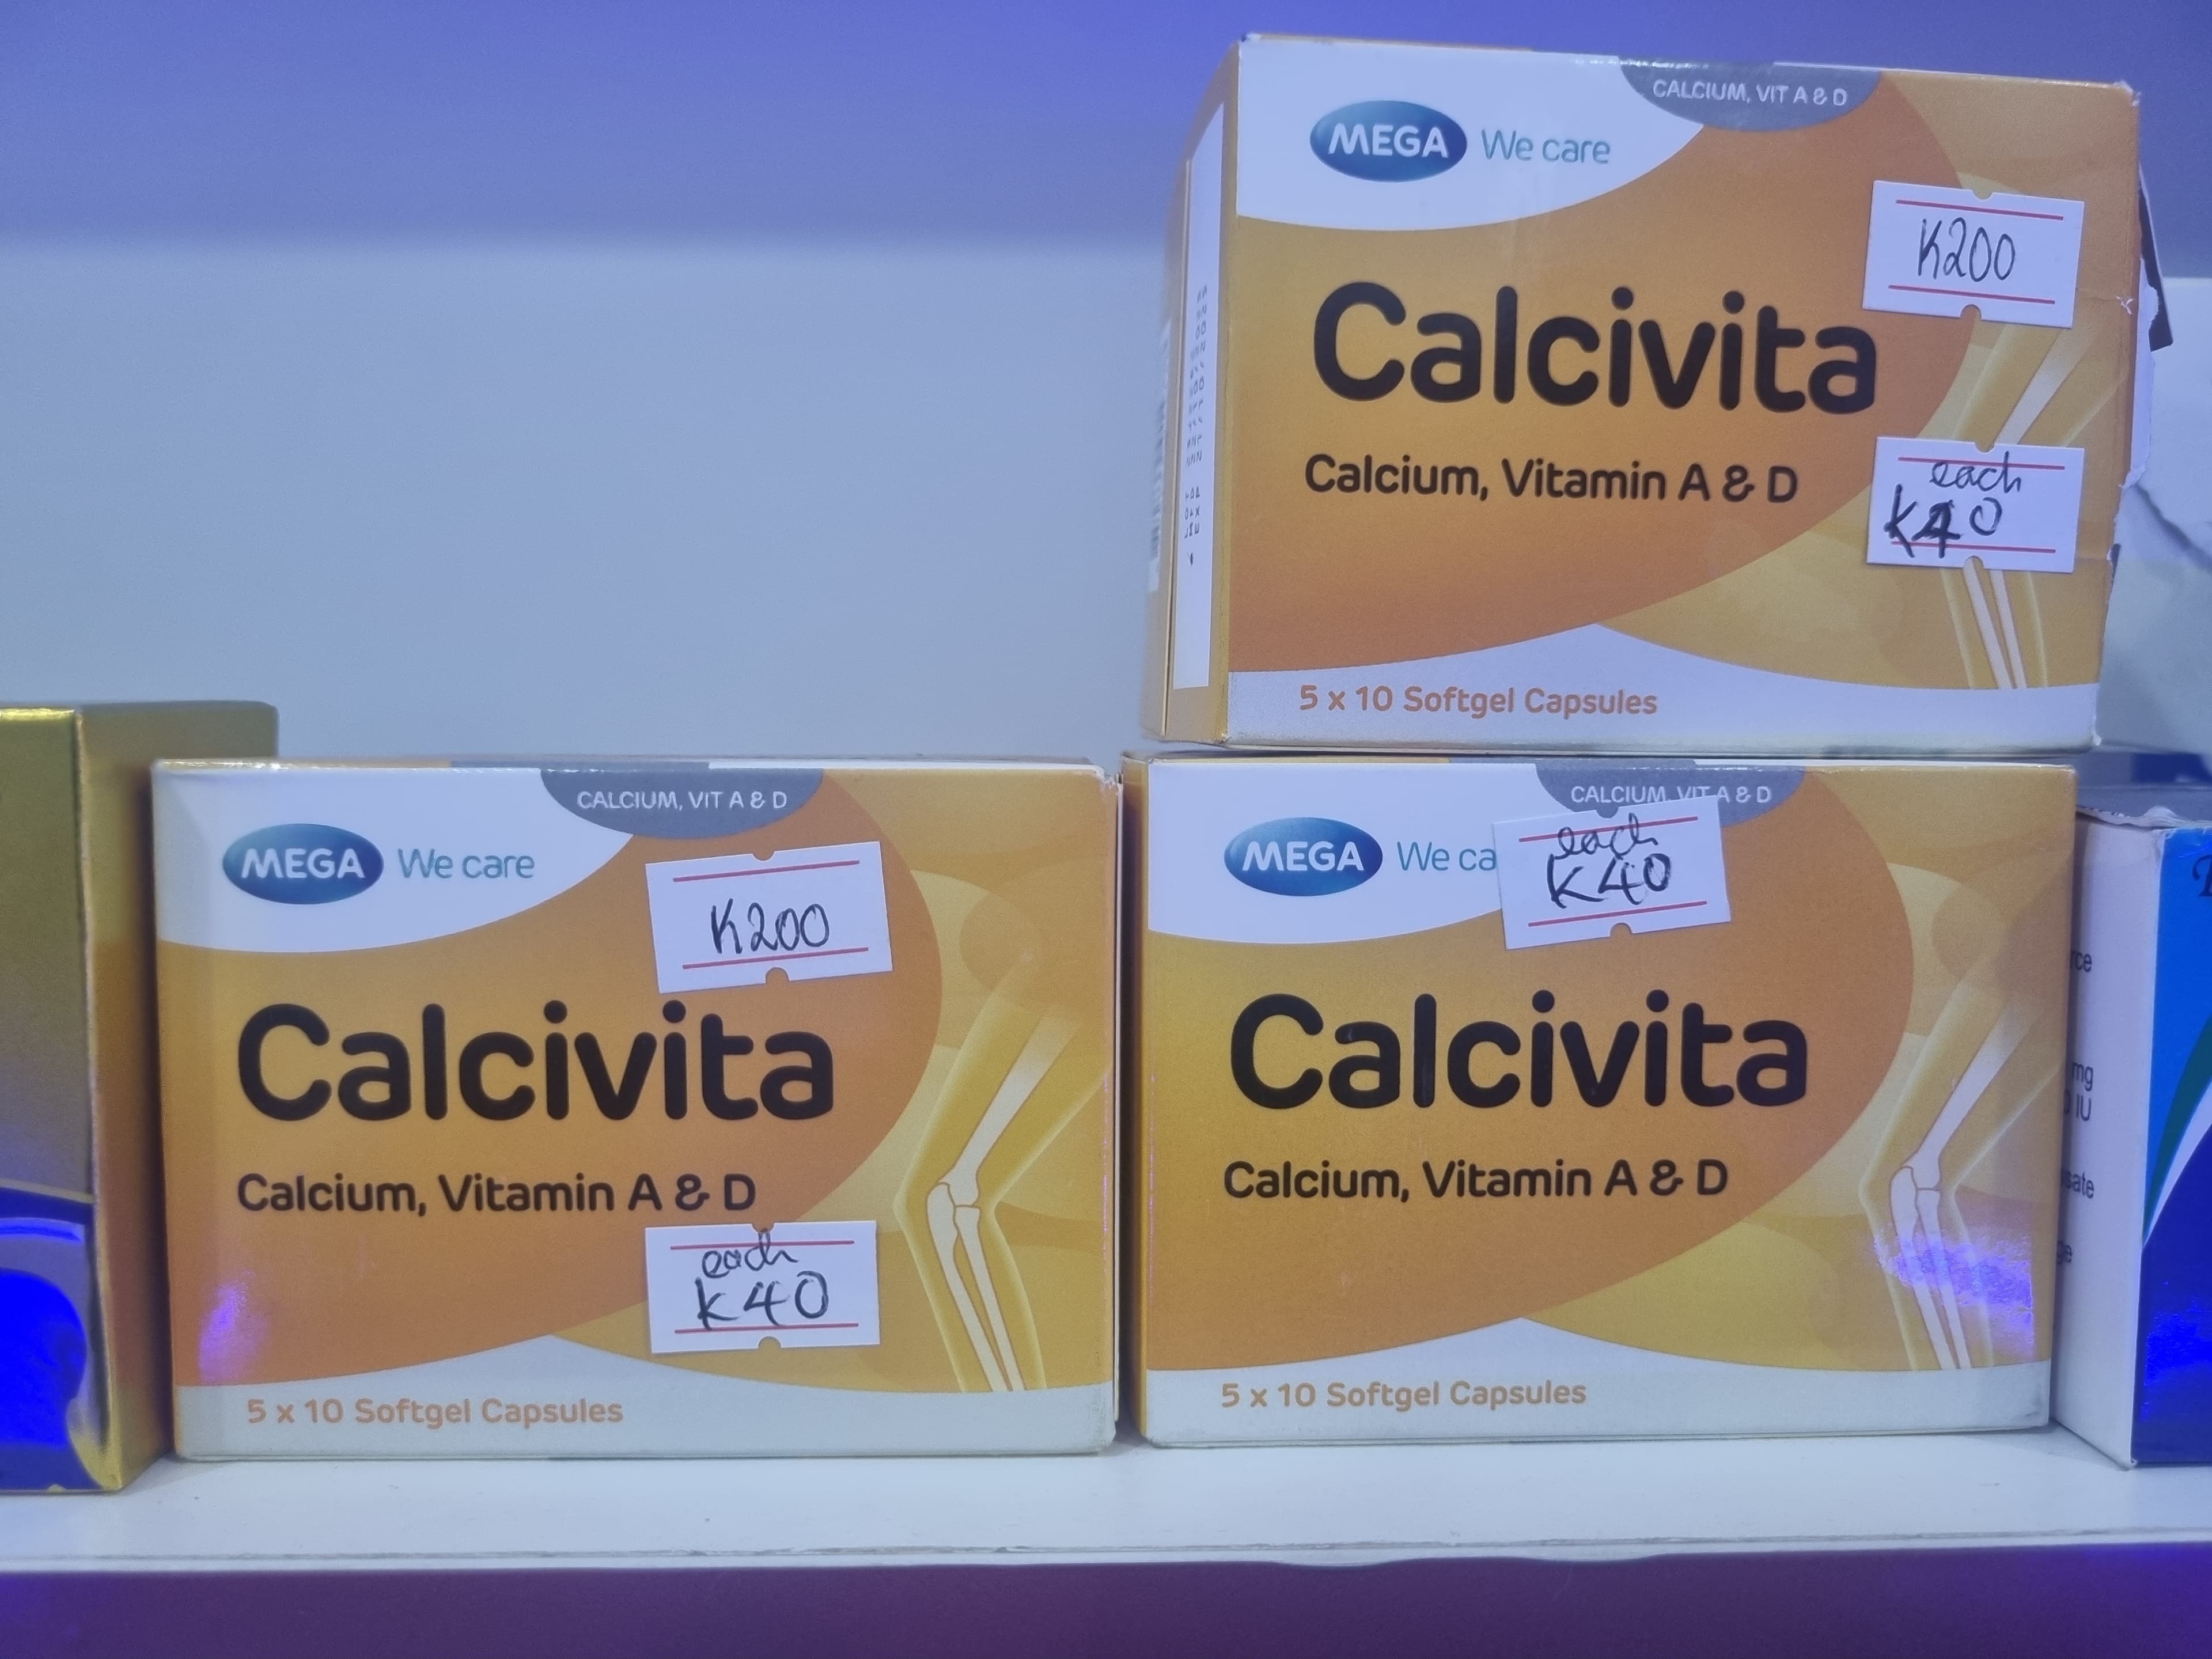 CALCIUM, VIT A & D
MEGA We care
K200
Calcivita
Calcium, Vitamin A & D
each
K40
5 x 10 Softgel Capsules
CALCIUM, VIT A & D
MEGA We care
K200
Calcivita
Calcium, Vitamin A & D
each
K40
5 x 10 Softgel Capsules
CALCIUM, VIT A & D
MEGA We ca
each
K40
Calcivita
Calcium, Vitamin A & D
5 x 10 Softgel Capsules
mg
IU